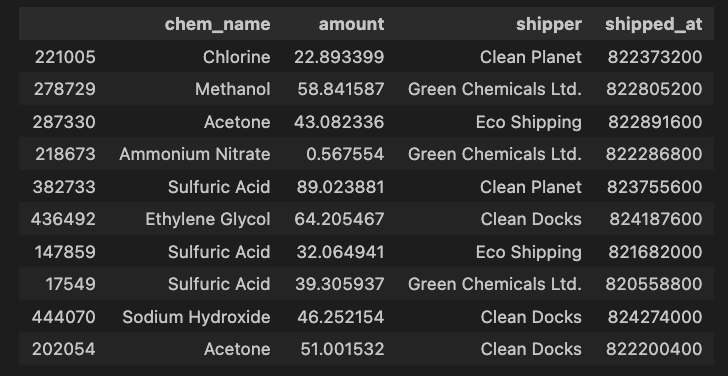 chem_name amount shipper shipped_at
221005 Chlorine 22.893399 Clean Planet 822373200
278729 Methanol 58.841587 Green Chemicals Ltd. 822805200
287330 Acetone 43.082336 Eco Shipping 822891600
218673 Ammonium Nitrate 0.567554 Green Chemicals Ltd. 822286800
382733 Sulfuric Acid 89.023881 Clean Planet 823755600
436492 Ethylene Glycol 64.205467 Clean Docks 824187600
147859 Sulfuric Acid 32.064941 Eco Shipping 821682000
17549 Sulfuric Acid 39.305937 Green Chemicals Ltd. 820558800
444070 Sodium Hydroxide 46.252154 Clean Docks 824274000
202054 Acetone 51.001532 Clean Docks 822200400